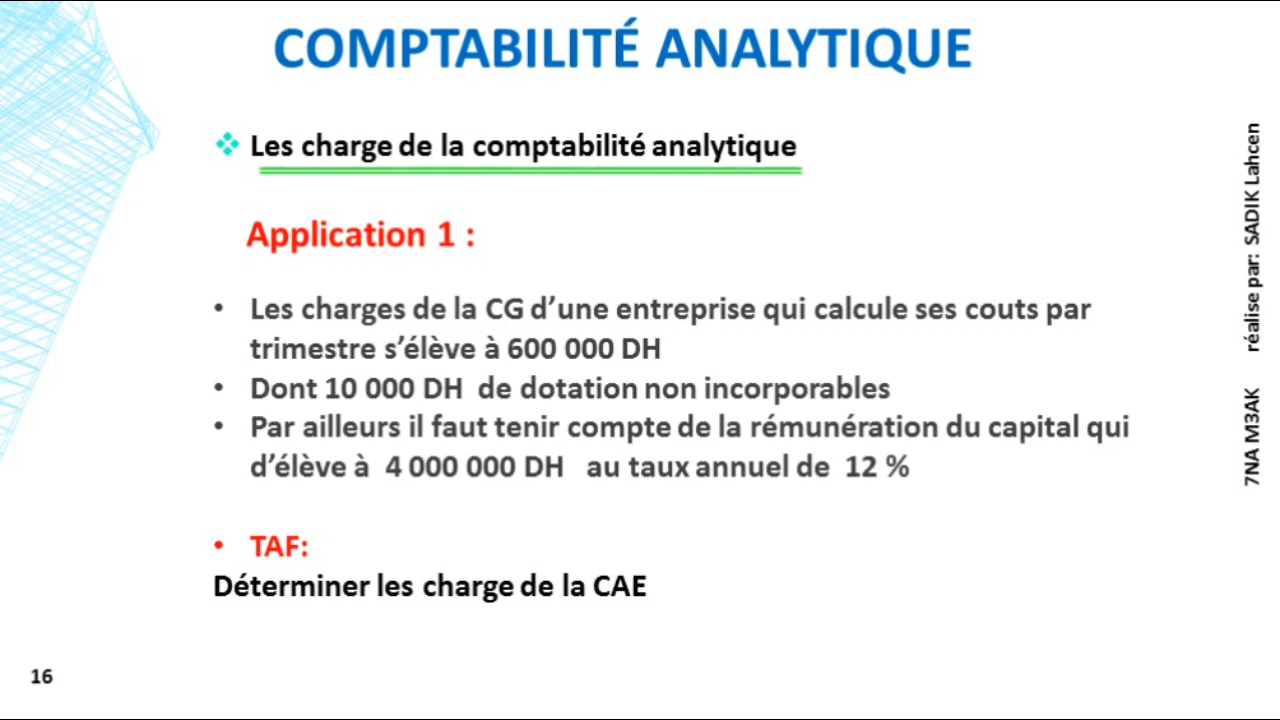 COMPTABILITÉ ANALYTIQUE
❖ Les charge de la comptabilité analytique
Application 1 :
• Les charges de la CG d’une entreprise qui calcule ses couts par
trimestre s’élève à 600 000 DH
• Dont 10 000 DH de dotation non incorporables
• Par ailleurs il faut tenir compte de la rémunération du capital qui
d’élève à 4 000 000 DH au taux annuel de 12 %
• TAF:
Déterminer les charge de la CAE
16
7NA M3AK réalise par: SADIK Lahcen